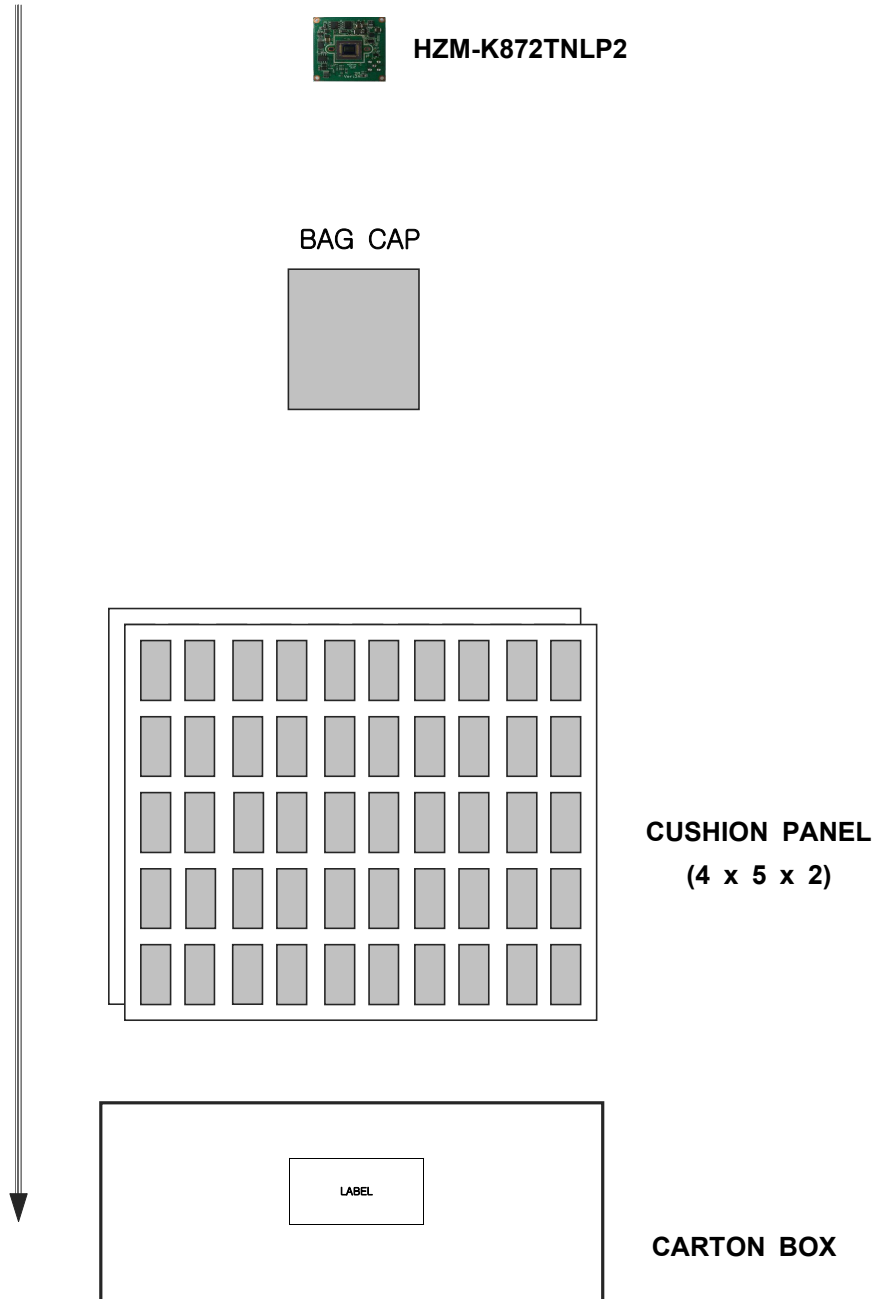 HZM-K872TNLP2
BAG CAP
CUSHION PANEL
(4 x 5 x 2)
LABEL
CARTON BOX